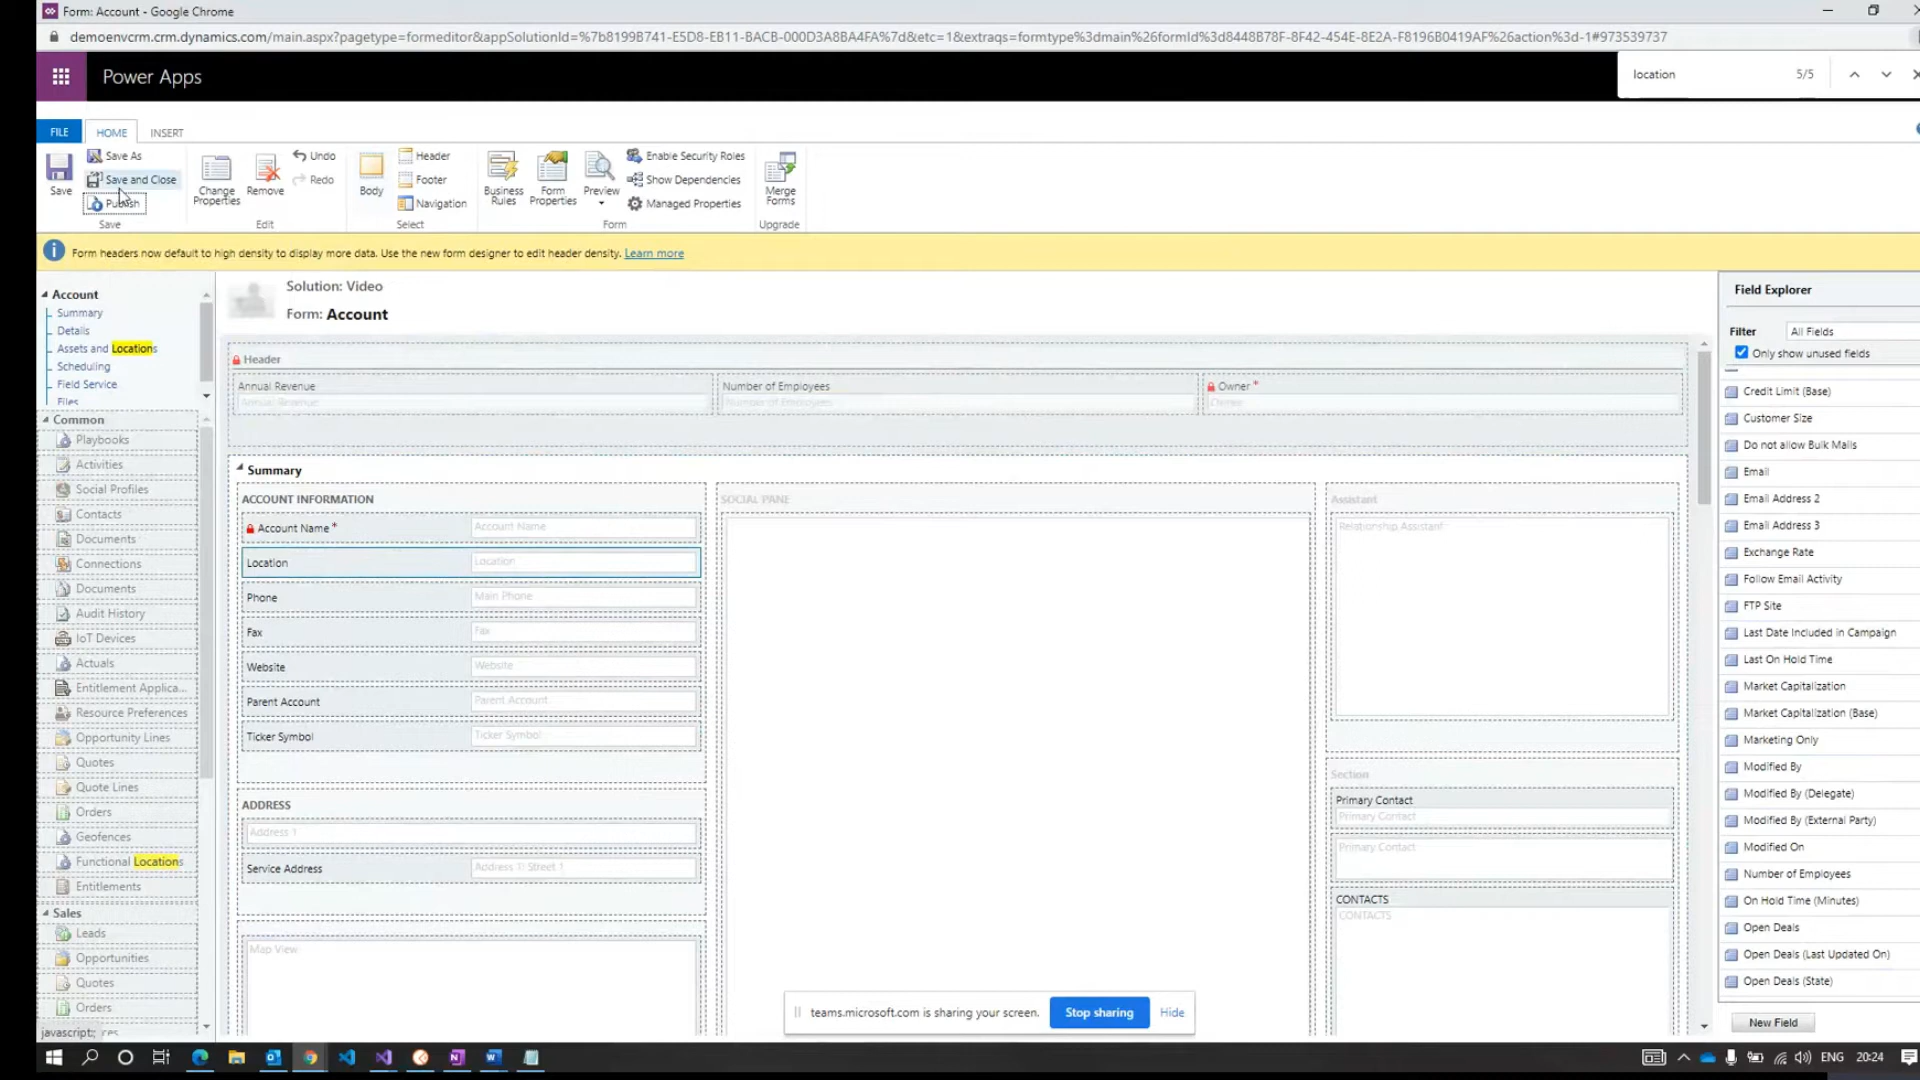 Form: Account - Google Chrome
demoenvcrm.crm.dynamics.com/main.aspx?pagetype=formeditor&appSolutionId=%7b8199B741-E5D8-EB11-BACB-000D3A8BA4FA%7d&etc=1&extraqs=formtype%3dmain%26formId%3d8448B78F-8F42-454E-8E2A-F8196B0419AF%26action%3d-1#973539737
Power Apps
location 5/5
FILE HOME INSERT
Save
Save As
Save and Close
Publish
Save
Change Properties
Remove
Undo
Redo
Edit
Body
Header
Footer
Navigation
Select
Business Rules
Form Properties
Preview
Enable Security Roles
Show Dependencies
Managed Properties
Form
Merge Forms
Upgrade
Form headers now default to high density to display more data. Use the new form designer to edit header density. Learn more
Account
Summary
Details
Assets and Locations
Scheduling
Field Service
Files
Common
Playbooks
Activities
Social Profiles
Contacts
Documents
Connections
Documents
Audit History
IoT Devices
Actuals
Entitlement Applica...
Resource Preferences
Opportunity Lines
Quotes
Quote Lines
Orders
Geofences
Functional Locations
Entitlements
Sales
Leads
Opportunities
Quotes
Orders
javascript:;
Solution: Video
Form: Account
Header
Annual Revenue
Annual Revenue
Number of Employees
Number of Employees
Owner *
Owner
Summary
ACCOUNT INFORMATION
Account Name * Account Name
Location Location
Phone Main Phone
Fax Fax
Website Website
Parent Account Parent Account
Ticker Symbol Ticker Symbol
ADDRESS
Address 1
Service Address Address 1: Street 1
Map View
SOCIAL PANE
Assistant
Relationship Assistant
Section
Primary Contact
Primary Contact
Primary Contact
CONTACTS
CONTACTS
Field Explorer
Filter All Fields
Only show unused fields
Credit Limit (Base)
Customer Size
Do not allow Bulk Mails
Email
Email Address 2
Email Address 3
Exchange Rate
Follow Email Activity
FTP Site
Last Date Included in Campaign
Last On Hold Time
Market Capitalization
Market Capitalization (Base)
Marketing Only
Modified By
Modified By (Delegate)
Modified By (External Party)
Modified On
Number of Employees
On Hold Time (Minutes)
Open Deals
Open Deals (Last Updated On)
Open Deals (State)
New Field
teams.microsoft.com is sharing your screen. Stop sharing Hide
ENG 20:24